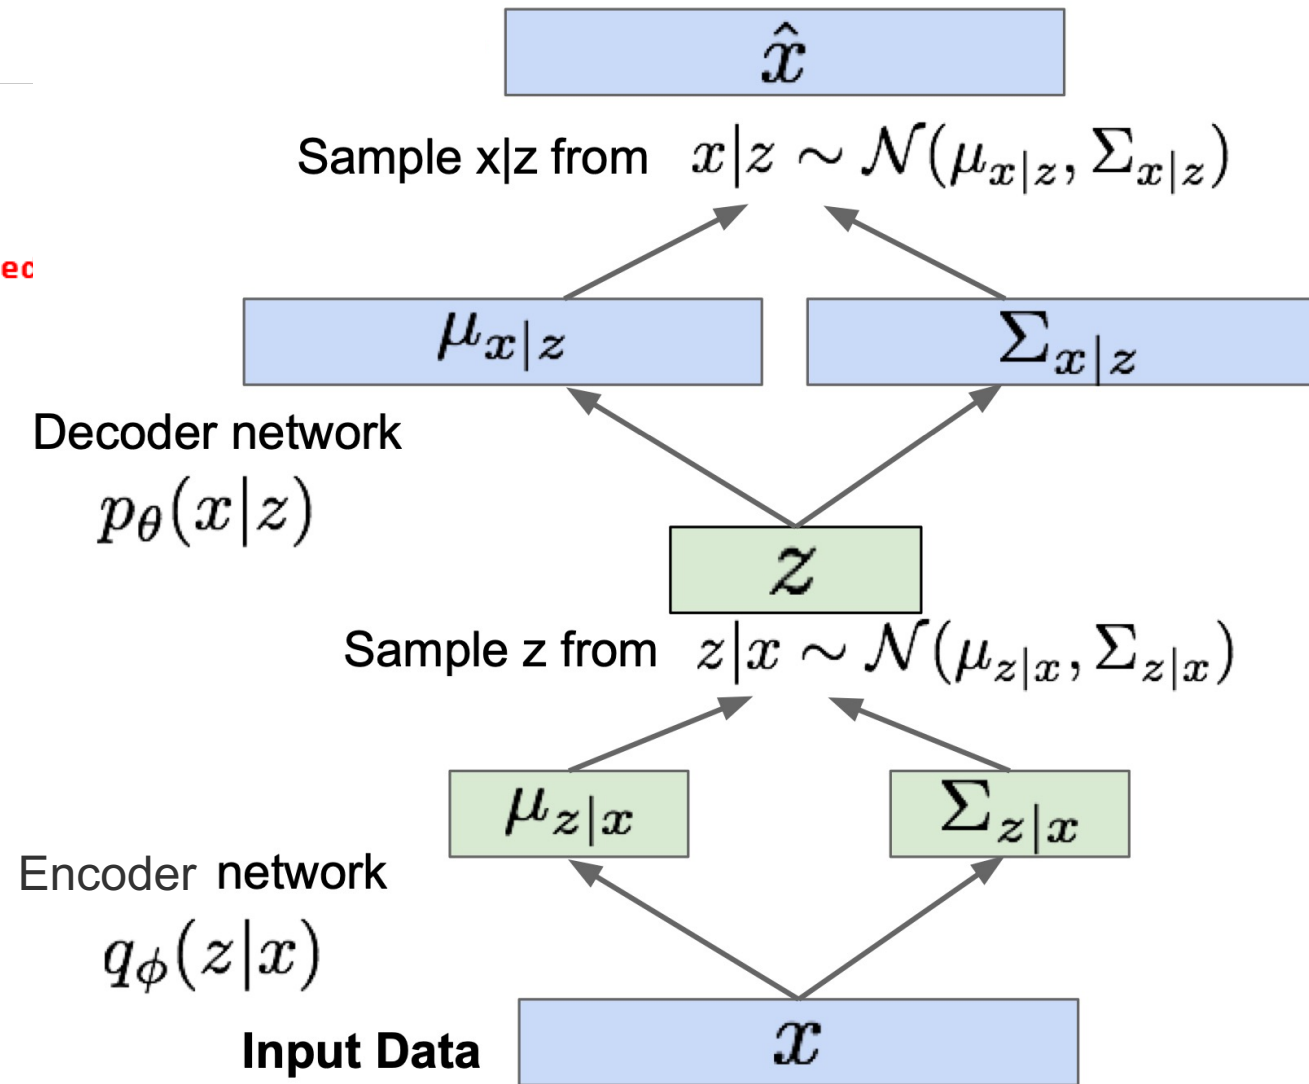 x̂
Sample x|z from x|z ∼ 𝒩(μ_{x|z}, Σ_{x|z})
ec
μ_{x|z} Σ_{x|z}
Decoder network
p_θ(x|z)
z
Sample z from z|x ∼ 𝒩(μ_{z|x}, Σ_{z|x})
μ_{z|x} Σ_{z|x}
Encoder network
q_ϕ(z|x)
Input Data x